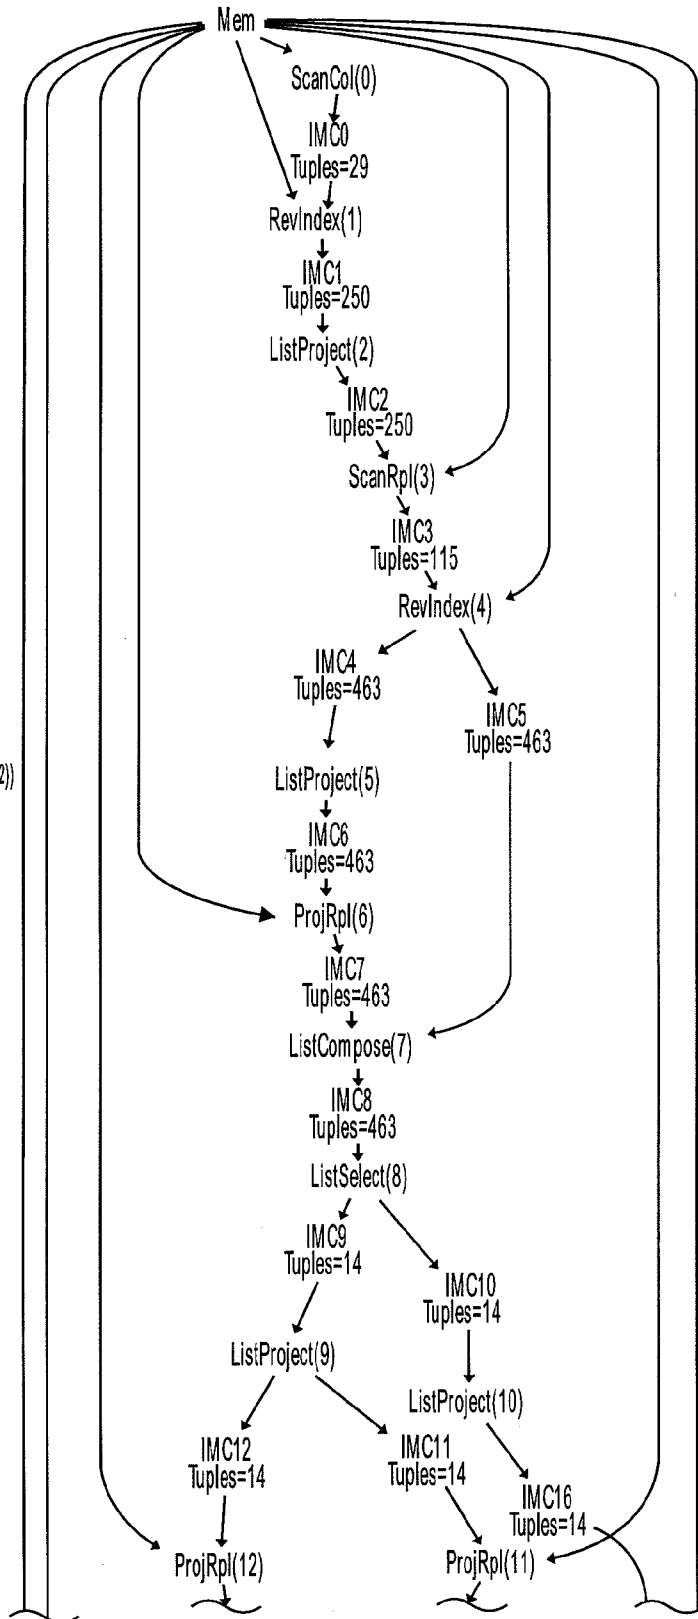 Mem
ScanCol(0)
IMC0
Tuples=29
RevIndex(1)
IMC1
Tuples=250
ListProject(2)
IMC2
Tuples=250
ScanRpl(3)
IMC3
Tuples=115
RevIndex(4)
IMC4
Tuples=463
IMC5
Tuples=463
2))
ListProject(5)
IMC6
Tuples=463
ProjRpl(6)
IMC7
Tuples=463
ListCompose(7)
IMC8
Tuples=463
ListSelect(8)
IMC9
Tuples=14
IMC10
Tuples=14
ListProject(9)
ListProject(10)
IMC12
Tuples=14
IMC11
Tuples=14
IMC16
Tuples=14
ProjRpl(12)
ProjRpl(11)